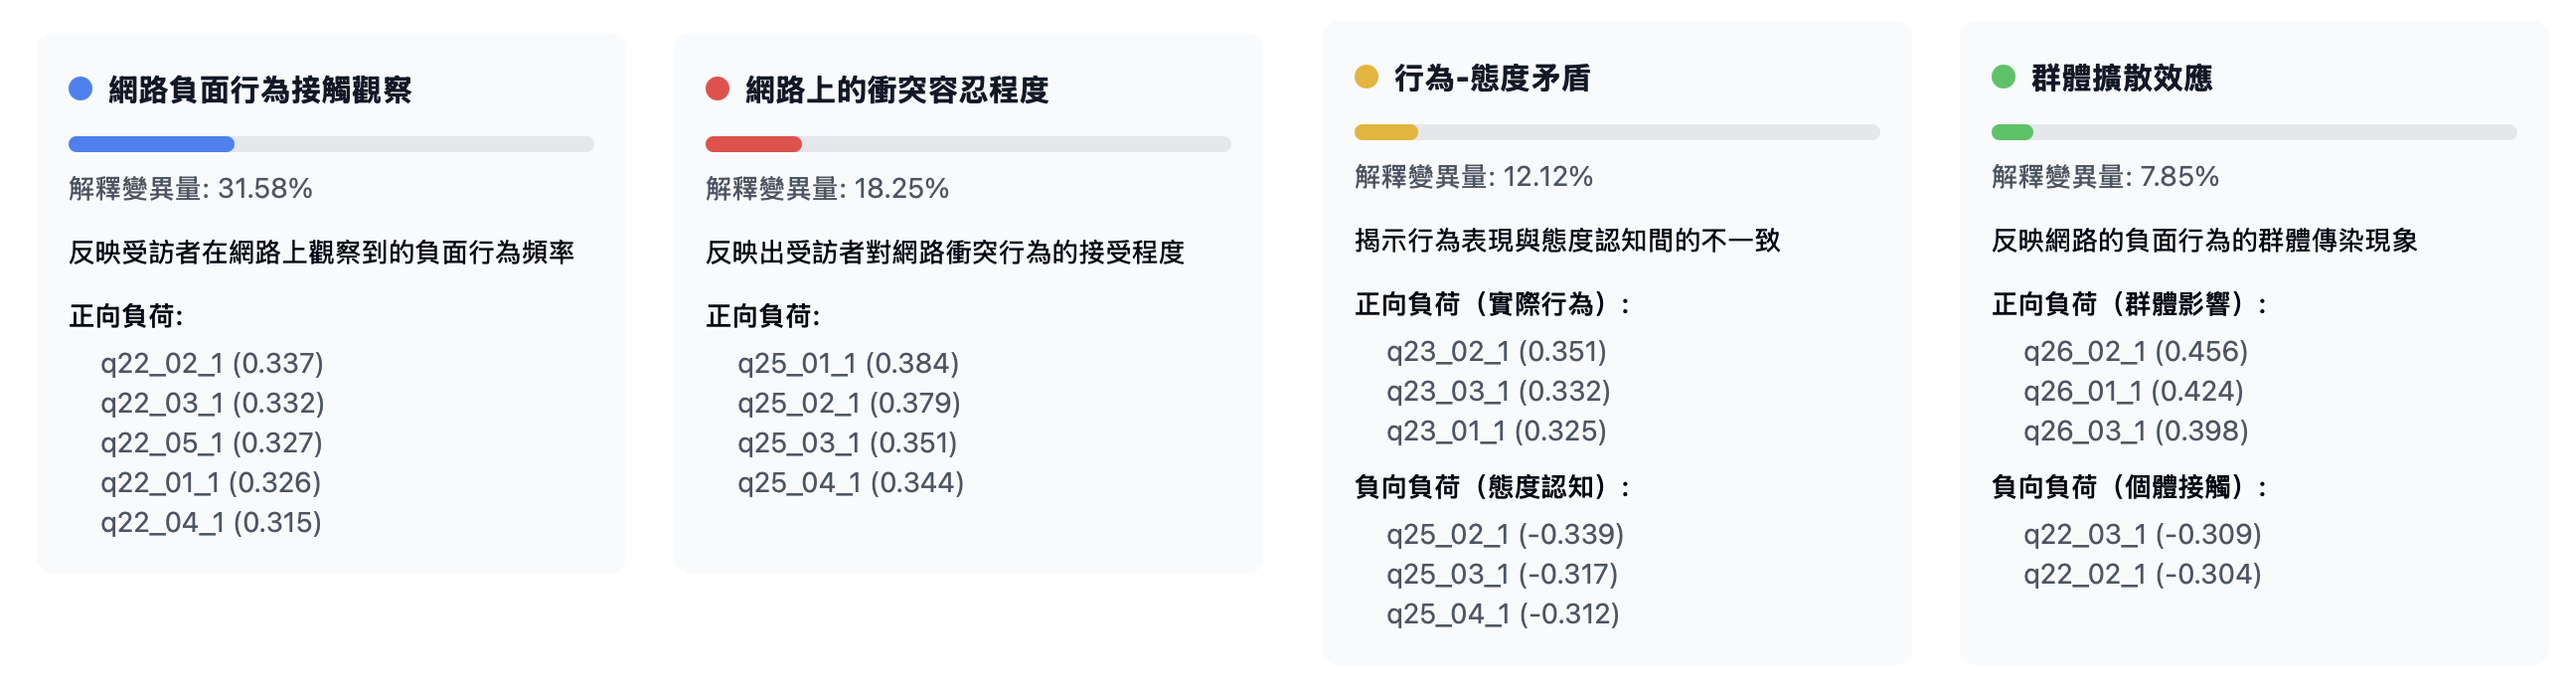 網路負面行為接觸觀察
解釋變異量: 31.58%
反映受訪者在網路上觀察到的負面行為頻率
正向負荷:
q22_02_1 (0.337)
q22_03_1 (0.332)
q22_05_1 (0.327)
q22_01_1 (0.326)
q22_04_1 (0.315)
網路上的衝突容忍程度
解釋變異量: 18.25%
反映出受訪者對網路衝突行為的接受程度
正向負荷:
q25_01_1 (0.384)
q25_02_1 (0.379)
q25_03_1 (0.351)
q25_04_1 (0.344)
行為-態度矛盾
解釋變異量: 12.12%
揭示行為表現與態度認知間的不一致
正向負荷（實際行為）:
q23_02_1 (0.351)
q23_03_1 (0.332)
q23_01_1 (0.325)
負向負荷（態度認知）:
q25_02_1 (-0.339)
q25_03_1 (-0.317)
q25_04_1 (-0.312)
群體擴散效應
解釋變異量: 7.85%
反映網路的負面行為的群體傳染現象
正向負荷（群體影響）:
q26_02_1 (0.456)
q26_01_1 (0.424)
q26_03_1 (0.398)
負向負荷（個體接觸）:
q22_03_1 (-0.309)
q22_02_1 (-0.304)